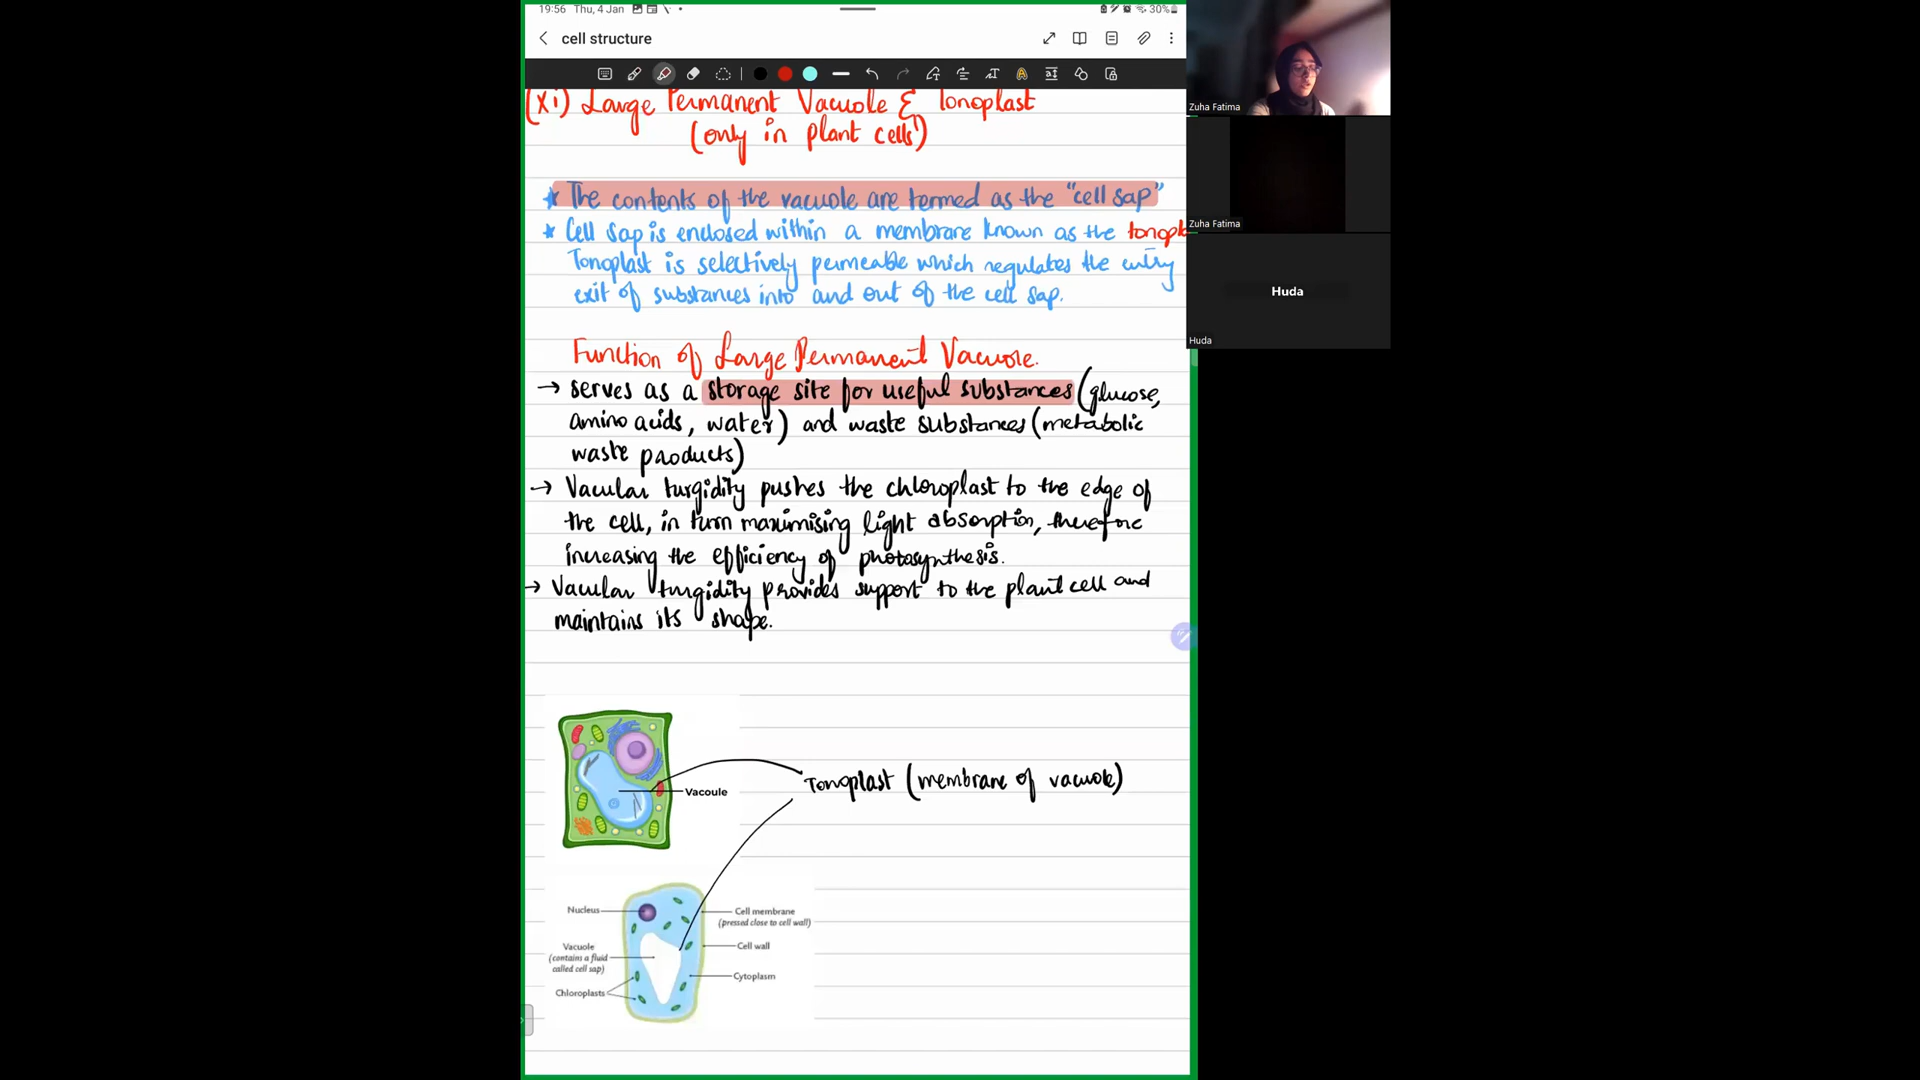 19:56 Thu, 4 Jan
30%
cell structure
(xi) Large Permanent Vacuole & Tonoplast
(only in plant cells')
* The contents of the vacuole are termed as the "cell sap"
* Cell sap is enclosed within a membrane known as the tonopl
Tonoplast is selectively permeable which regulates the entry
exit of substances into and out of the cell sap.
Function of Large Permanent Vacuole.
→ serves as a storage site for useful substances (glucose,
amino acids, water) and waste substances (metabolic
waste products)
→ Vacular turgidity pushes the chloroplast to the edge of
the cell, in turn maximising light absorption, therefore
increasing the efficiency of photosynthesis.
→ Vacular turgidity provides support to the plant cell and
maintains its shape.
Vacoule
Tonoplast (membrane of vacuole)
Nucleus
Cell membrane
(pressed close to cell wall)
Vacuole
(contains a fluid
called cell sap)
Cell wall
Cytoplasm
Chloroplasts
Zuha Fatima
Zuha Fatima
Huda
Huda